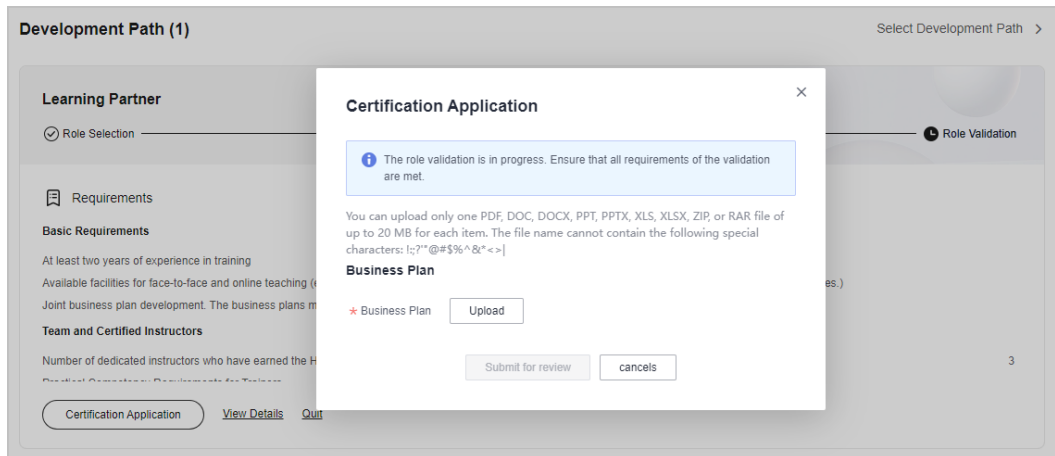 Development Path (1)
Select Development Path >
Learning Partner
Role Selection
Role Validation
Requirements
Basic Requirements
At least two years of experience in training
Available facilities for face-to-face and online teaching (
es.)
Joint business plan development. The business plans m
Team and Certified Instructors
Number of dedicated instructors who have earned the H
3
Practical Competency Requirements for Trainers
Certification Application
View Details
Quit
Certification Application
The role validation is in progress. Ensure that all requirements of the validation
are met.
You can upload only one PDF, DOC, DOCX, PPT, PPTX, XLS, XLSX, ZIP, or RAR file of
up to 20 MB for each item. The file name cannot contain the following special
characters: !:;?'"@#$%^&*<>|
Business Plan
* Business Plan
Upload
Submit for review
cancels